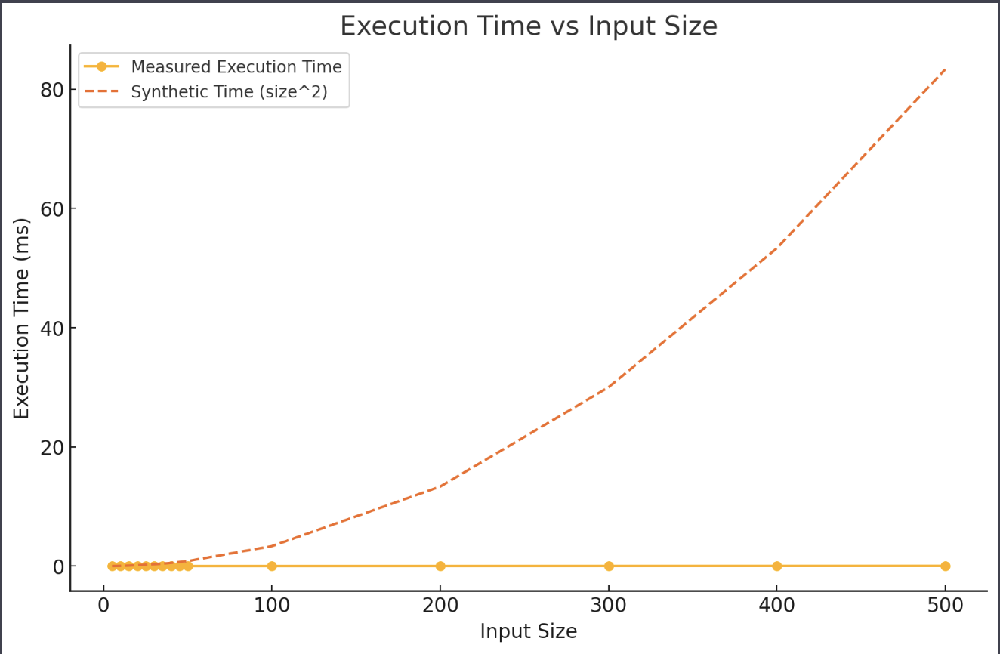 Execution Time vs Input Size
Measured Execution Time
Synthetic Time (size^2)
Execution Time (ms)
80
60
40
20
0
0 100 200 300 400 500
Input Size